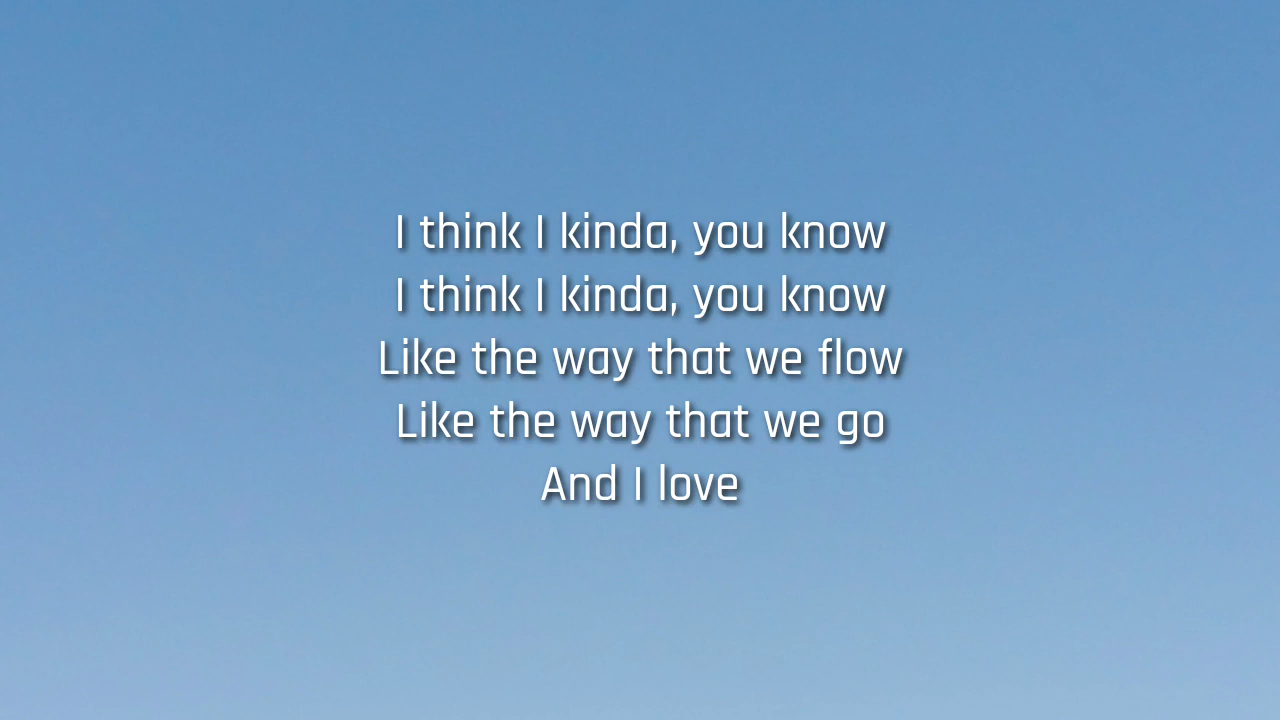 I think I kinda, you know
I think I kinda, you know
Like the way that we flow
Like the way that we go
And I love